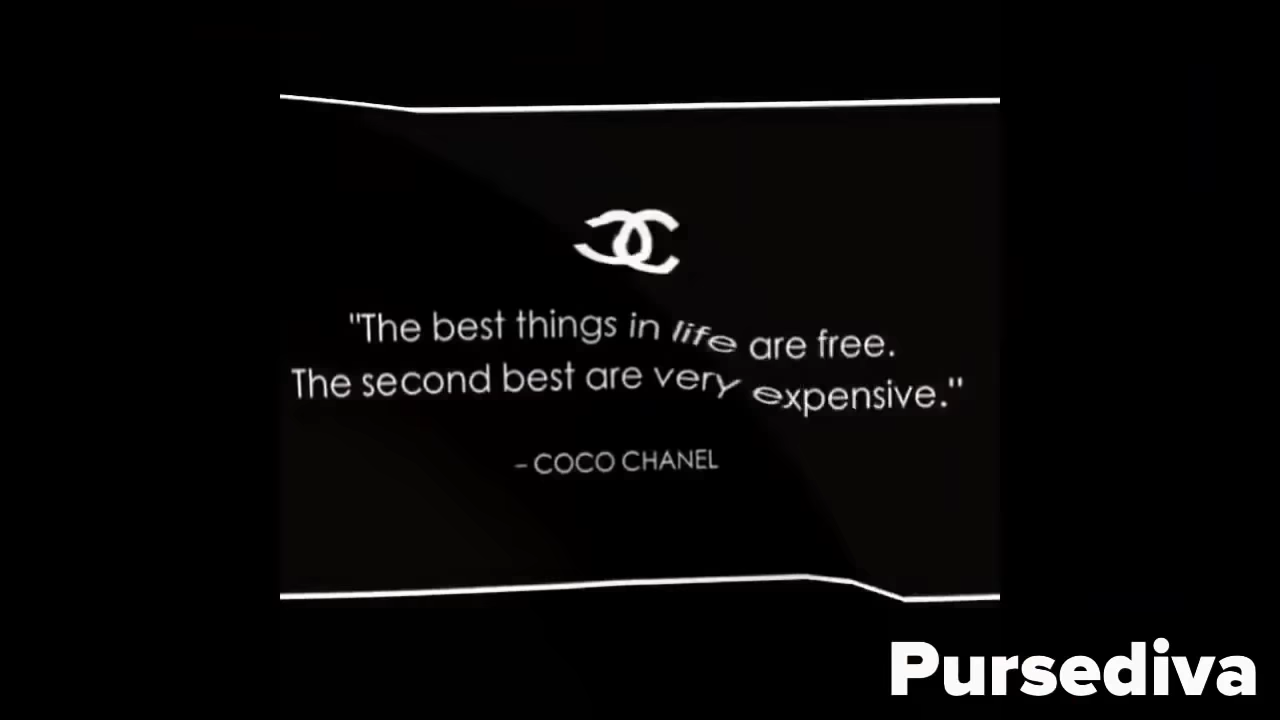 "The best things in life are free.
The second best are very expensive."
– COCO CHANEL
Pursediva